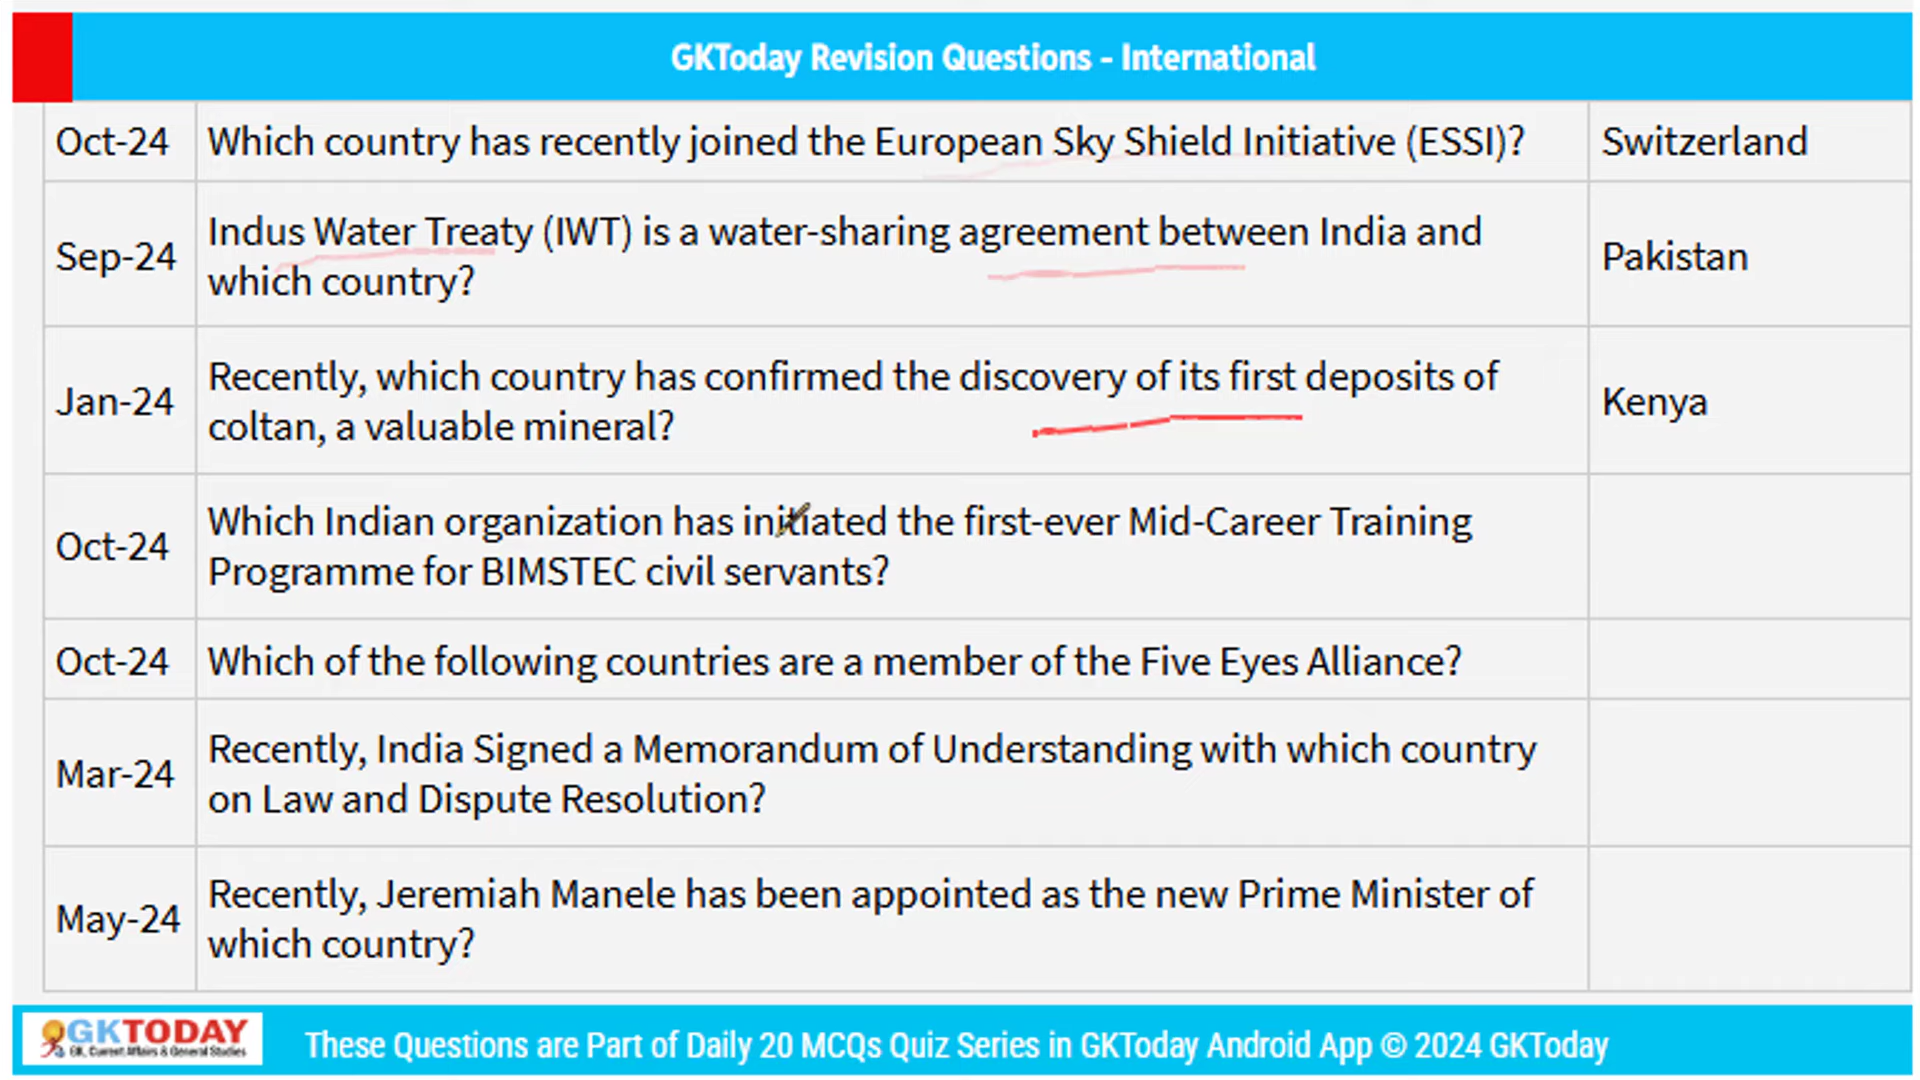 GKToday Revision Questions - International
Oct-24 Which country has recently joined the European Sky Shield Initiative (ESSI)? Switzerland
Sep-24 Indus Water Treaty (IWT) is a water-sharing agreement between India and
which country? Pakistan
Jan-24 Recently, which country has confirmed the discovery of its first deposits of
coltan, a valuable mineral? Kenya
Oct-24 Which Indian organization has initiated the first-ever Mid-Career Training
Programme for BIMSTEC civil servants?
Oct-24 Which of the following countries are a member of the Five Eyes Alliance?
Mar-24 Recently, India Signed a Memorandum of Understanding with which country
on Law and Dispute Resolution?
May-24 Recently, Jeremiah Manele has been appointed as the new Prime Minister of
which country?
GKTODAY
GK, Current Affairs & General Studies
These Questions are Part of Daily 20 MCQs Quiz Series in GKToday Android App © 2024 GKToday